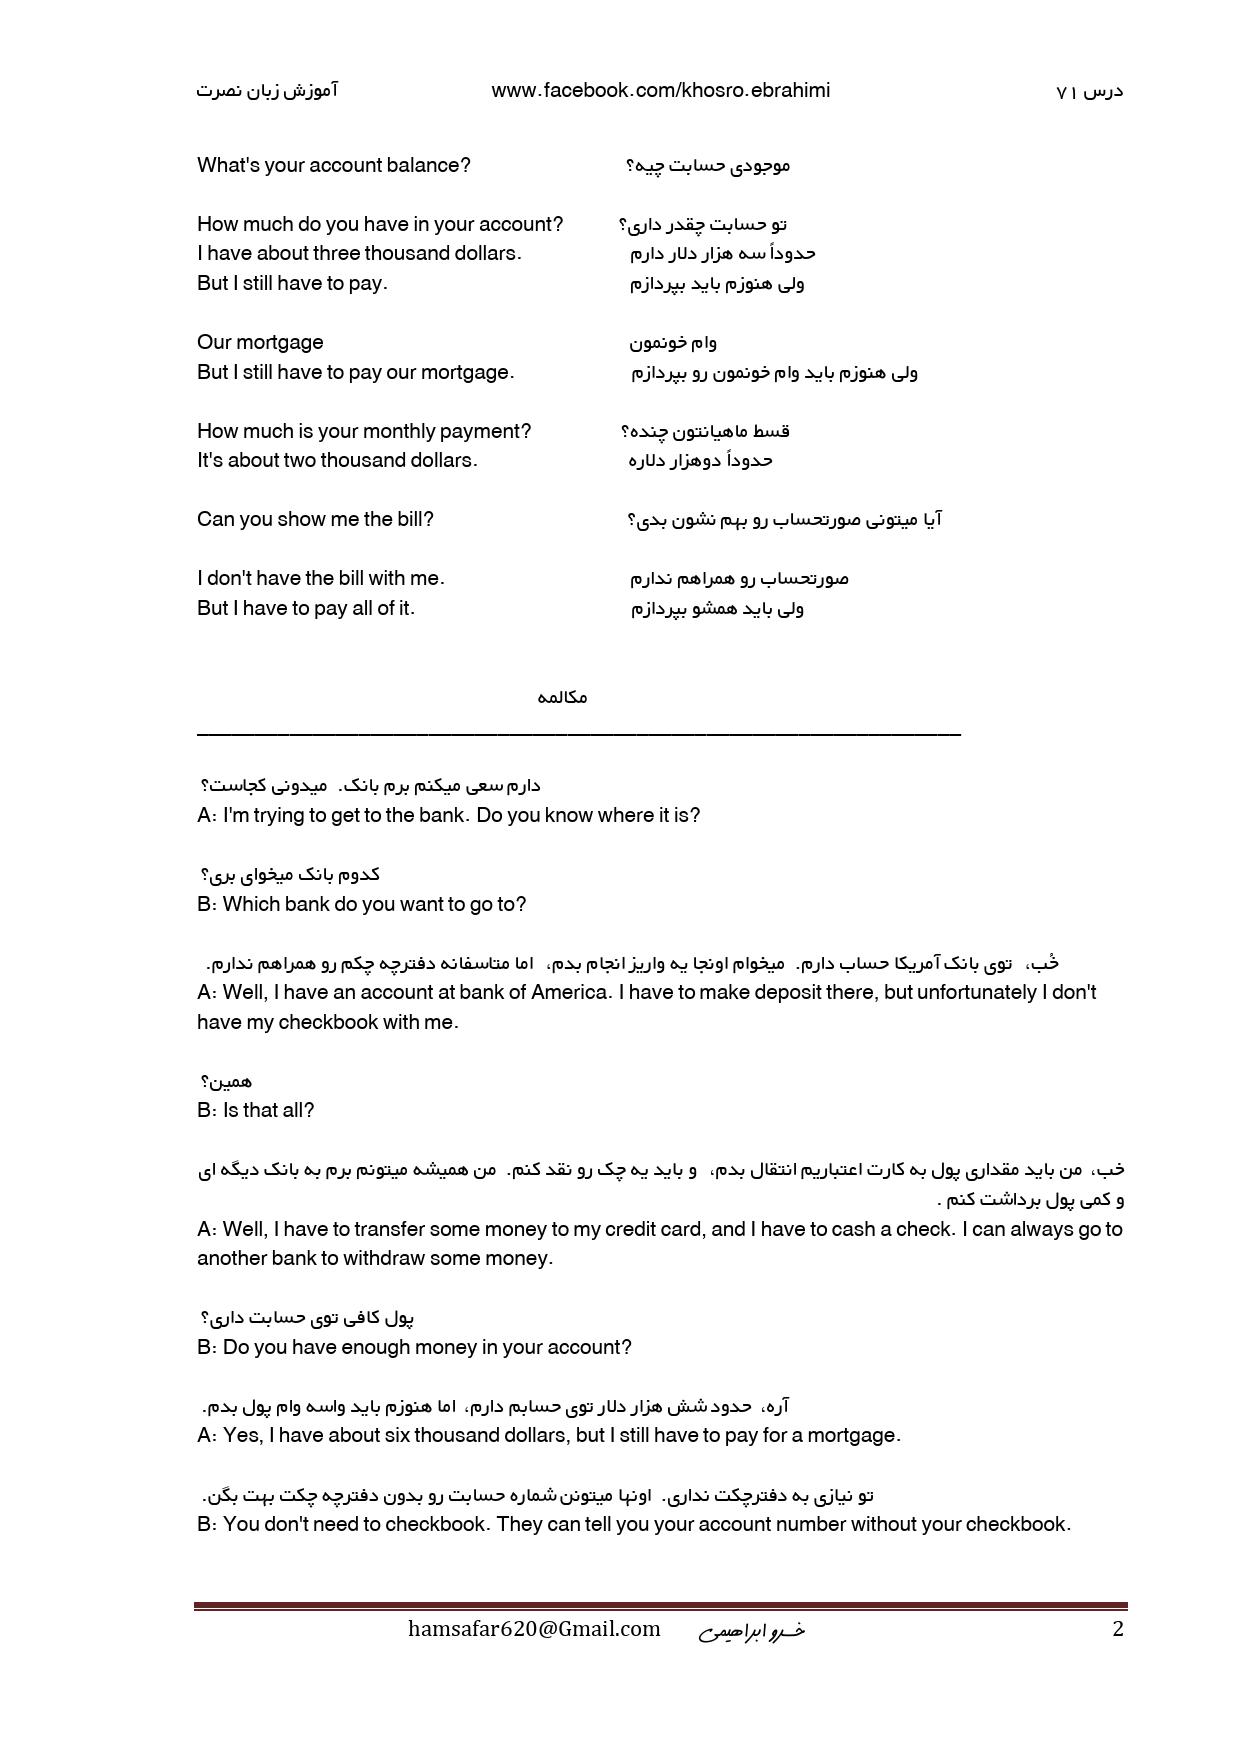 آموزش زبان نصرت www.facebook.com/khosro.ebrahimi درس ۷۱
What's your account balance? موجودی حسابت چیه؟
How much do you have in your account? تو حسابت چقدر داری؟
I have about three thousand dollars. حدوداً سه هزار دلار دارم
But I still have to pay. ولی هنوزم باید بپردازم
Our mortgage وام خونمون
But I still have to pay our mortgage. ولی هنوزم باید وام خونمون رو بپردازم
How much is your monthly payment? قسط ماهیانتون چنده؟
It's about two thousand dollars. حدوداً دوهزار دلاره
Can you show me the bill? آیا میتونی صورتحساب رو بهم نشون بدی؟
I don't have the bill with me. صورتحساب رو همراهم ندارم
But I have to pay all of it. ولی باید همشو بپردازم
مکالمه
دارم سعی میکنم برم بانک. میدونی کجاست؟
A: I'm trying to get to the bank. Do you know where it is?
کدوم بانک میخوای بری؟
B: Which bank do you want to go to?
خُب، توی بانک آمریکا حساب دارم. میخوام اونجا یه واریز انجام بدم، اما متاسفانه دفترچه چکم رو همراهم ندارم.
A: Well, I have an account at bank of America. I have to make deposit there, but unfortunately I don't
have my checkbook with me.
همین؟
B: Is that all?
خب، من باید مقداری پول به کارت اعتباریم انتقال بدم، و باید یه چک رو نقد کنم. من همیشه میتونم برم به بانک دیگه ای
و کمی پول برداشت کنم .
A: Well, I have to transfer some money to my credit card, and I have to cash a check. I can always go to
another bank to withdraw some money.
پول کافی توی حسابت داری؟
B: Do you have enough money in your account?
آره، حدود شش هزار دلار توی حسابم دارم، اما هنوزم باید واسه وام پول بدم.
A: Yes, I have about six thousand dollars, but I still have to pay for a mortgage.
تو نیازی به دفترچکت نداری. اونها میتونن شماره حسابت رو بدون دفترچه چکت بهت بگن.
B: You don't need to checkbook. They can tell you your account number without your checkbook.
hamsafar620@Gmail.com خسرو ابراهیمی 2